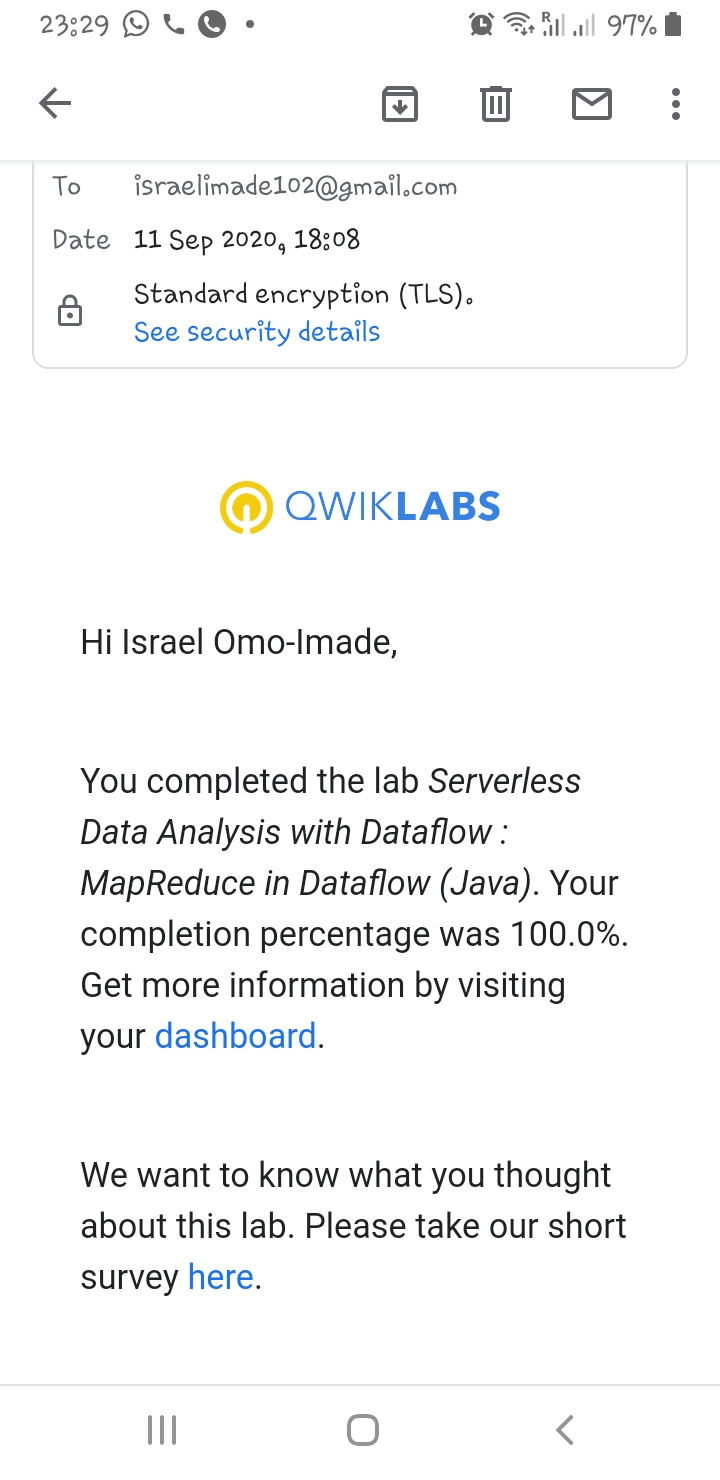 23:29 97%
R
To israelimade102@gmail.com
Date 11 Sep 2020, 18:08
Standard encryption (TLS).
See security details
QWIKLABS
Hi Israel Omo-Imade,
You completed the lab Serverless
Data Analysis with Dataflow :
MapReduce in Dataflow (Java). Your
completion percentage was 100.0%.
Get more information by visiting
your dashboard.
We want to know what you thought
about this lab. Please take our short
survey here.